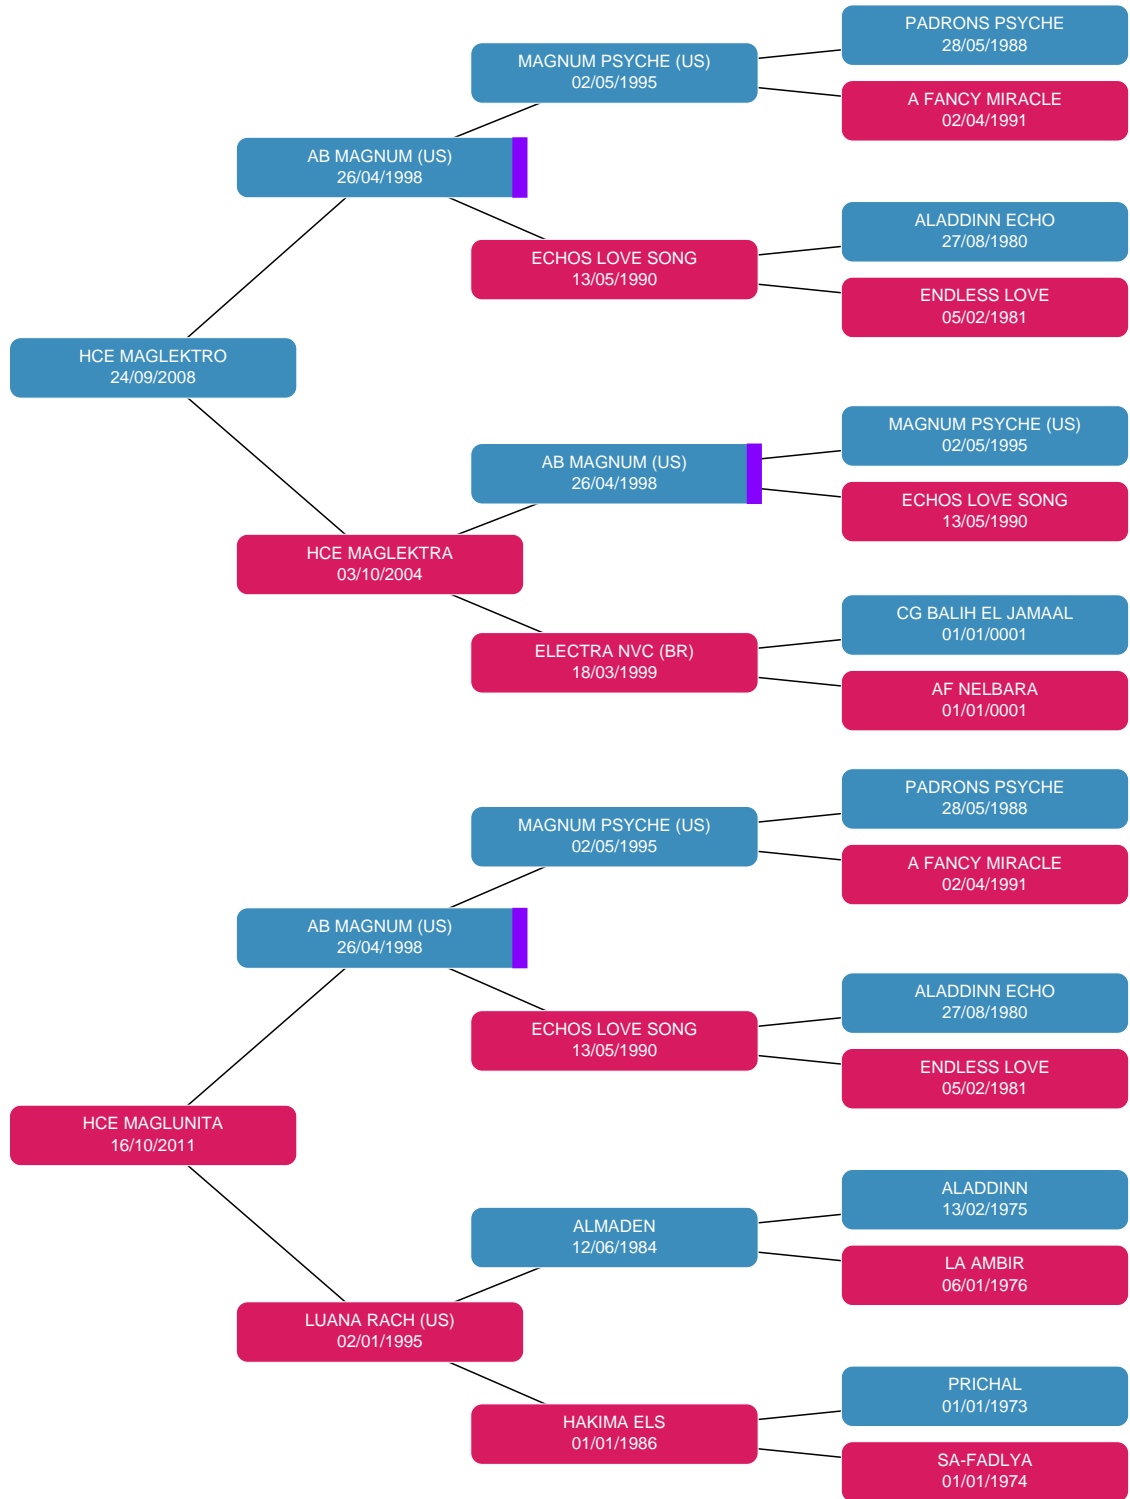 PADRONS PSYCHE
28/05/1988
MAGNUM PSYCHE (US)
02/05/1995
A FANCY MIRACLE
02/04/1991
AB MAGNUM (US)
26/04/1998
ALADDINN ECHO
27/08/1980
ECHOS LOVE SONG
13/05/1990
ENDLESS LOVE
05/02/1981
HCE MAGLEKTRO
24/09/2008
MAGNUM PSYCHE (US)
02/05/1995
AB MAGNUM (US)
26/04/1998
ECHOS LOVE SONG
13/05/1990
HCE MAGLEKTRA
03/10/2004
CG BALIH EL JAMAAL
01/01/0001
ELECTRA NVC (BR)
18/03/1999
AF NELBARA
01/01/0001
PADRONS PSYCHE
28/05/1988
MAGNUM PSYCHE (US)
02/05/1995
A FANCY MIRACLE
02/04/1991
AB MAGNUM (US)
26/04/1998
ALADDINN ECHO
27/08/1980
ECHOS LOVE SONG
13/05/1990
ENDLESS LOVE
05/02/1981
HCE MAGLUNITA
16/10/2011
ALADDINN
13/02/1975
ALMADEN
12/06/1984
LA AMBIR
06/01/1976
LUANA RACH (US)
02/01/1995
PRICHAL
01/01/1973
HAKIMA ELS
01/01/1986
SA-FADLYA
01/01/1974